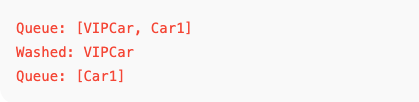 Queue: [VIPCar, Car1]
Washed: VIPCar
Queue: [Car1]